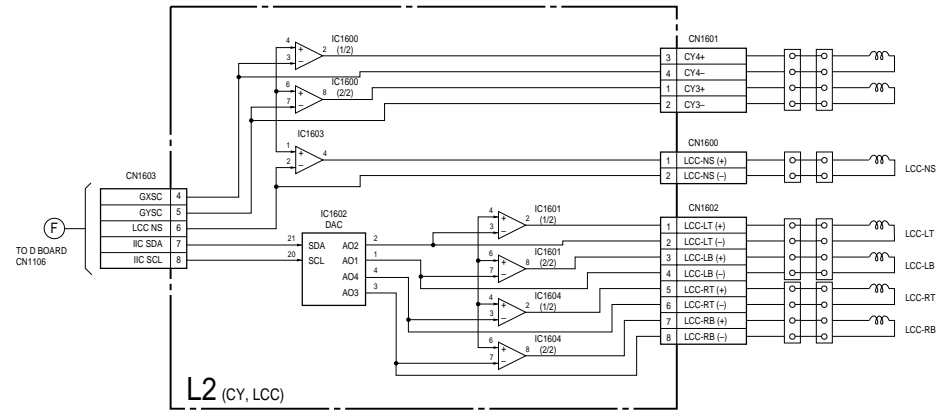 IC1600
(1/2)
4
3
2
IC1600
(2/2)
6
7
8
IC1603
1
2
4
CN1601
3 CY4+
4 CY4–
1 CY3+
2 CY3–
CN1600
1 LCC-NS (+)
2 LCC-NS (–)
LCC-NS
CN1603
GXSC 4
GYSC 5
LCC NS 6
IIC SDA 7
IIC SCL 8
F
TO D BOARD
CN1106
IC1602
DAC
21 SDA
20 SCL
AO2 2
AO1 1
AO4 4
AO3 3
IC1601
(1/2)
4
3
2
IC1601
(2/2)
6
7
8
IC1604
(1/2)
4
3
2
IC1604
(2/2)
6
7
8
CN1602
1 LCC-LT (+)
2 LCC-LT (–)
3 LCC-LB (+)
4 LCC-LB (–)
5 LCC-RT (+)
6 LCC-RT (–)
7 LCC-RB (+)
8 LCC-RB (–)
LCC-LT
LCC-LB
LCC-RT
LCC-RB
L2 (CY, LCC)